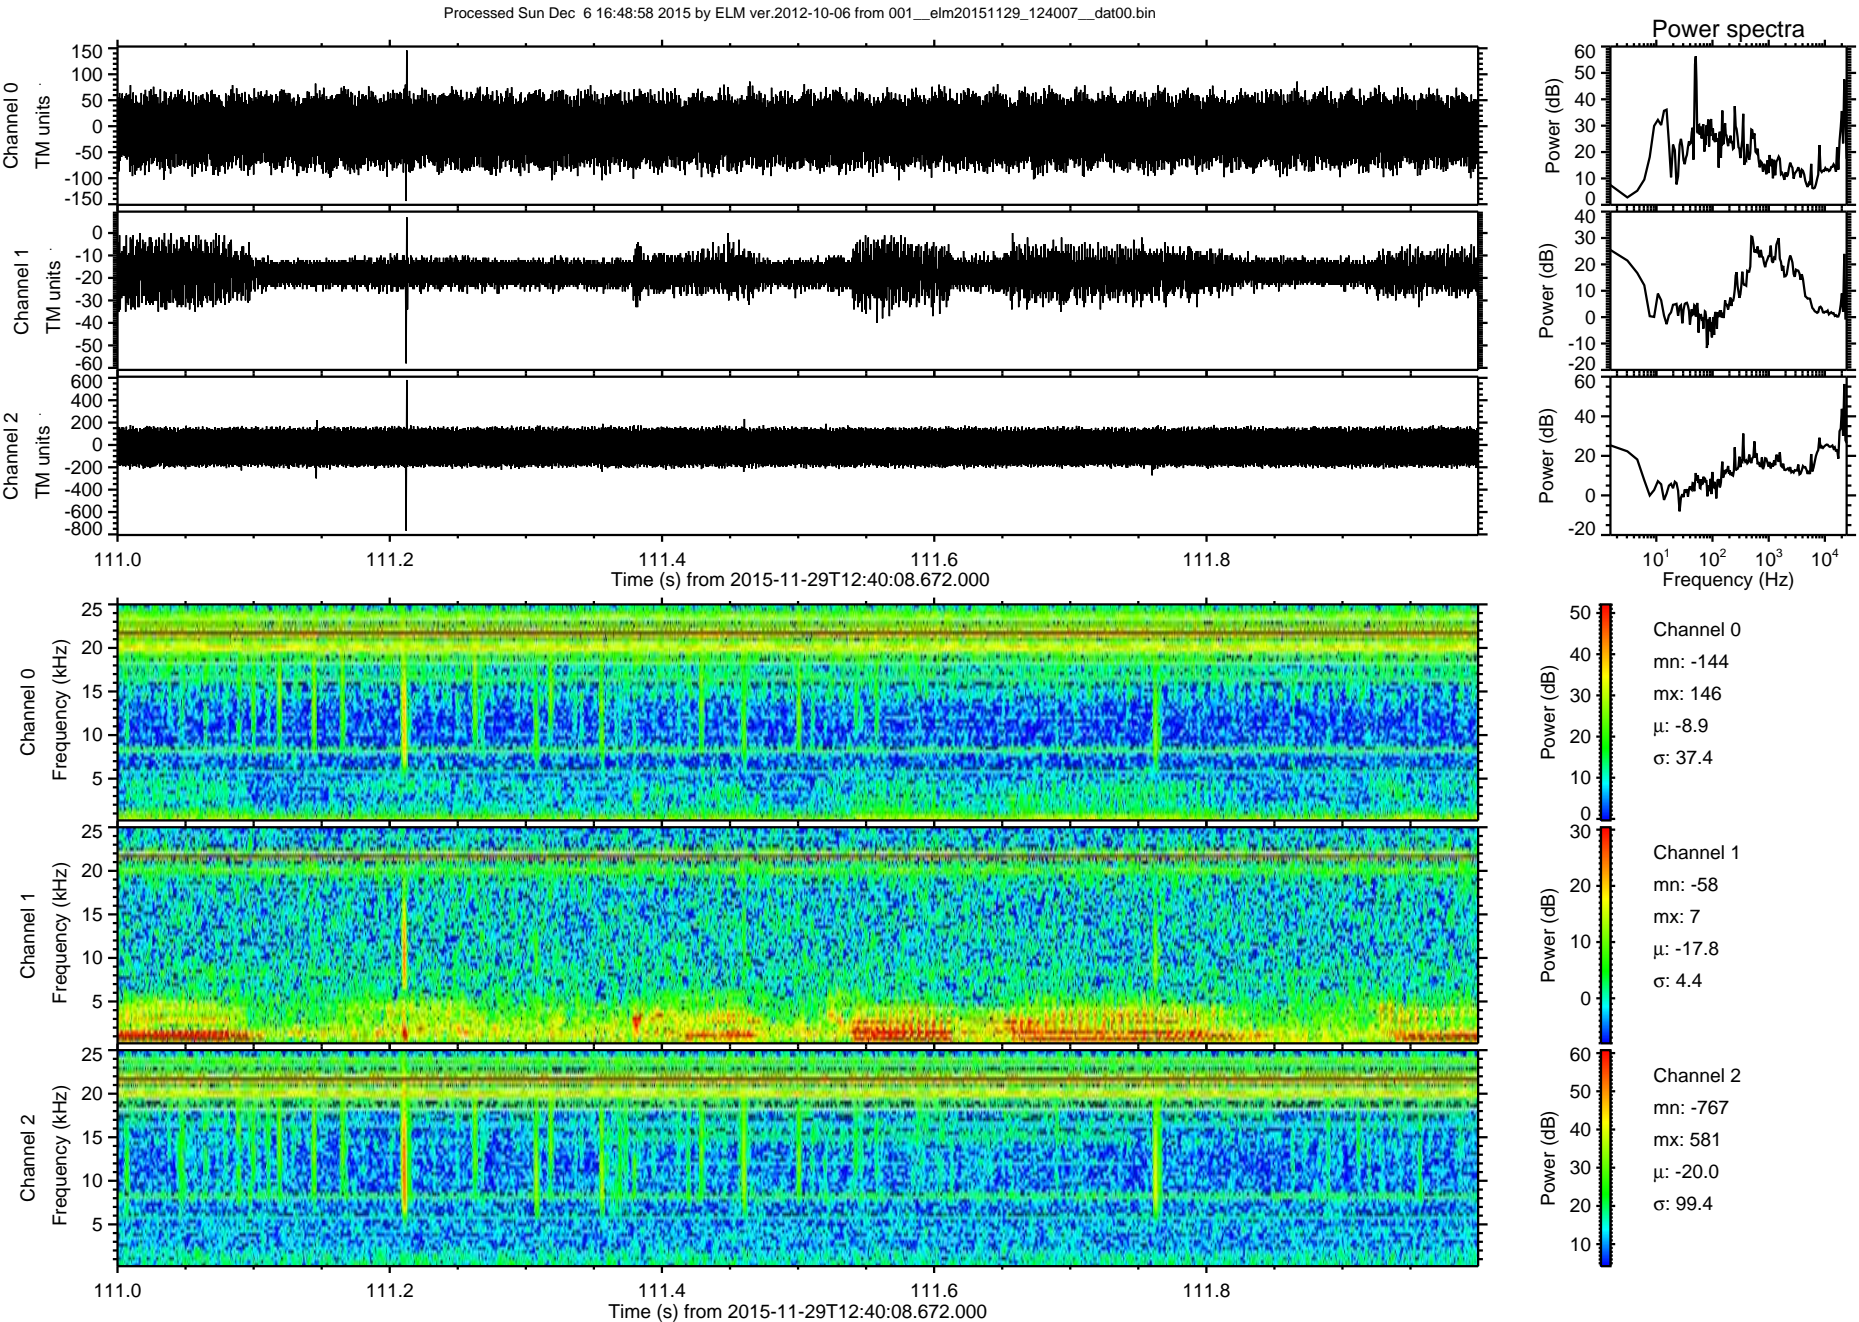 Processed Sun Dec  6 16:48:58 2015 by ELM ver.2012-10-06 from 001__elm20151129_124007__dat00.bin
Power spectra
Channel 0
TM units
150
100
50
0
-50
-100
-150
Power (dB)
60
50
40
30
20
10
0
Channel 1
TM units
0
-10
-20
-30
-40
-50
-60
Power (dB)
40
30
20
10
0
-10
-20
Channel 2
TM units
600
400
200
0
-200
-400
-600
-800
Power (dB)
60
40
20
0
-20
111.0 111.2 111.4 111.6 111.8
Time (s) from 2015-11-29T12:40:08.672.000
10¹ 10² 10³ 10⁴
Frequency (Hz)
Channel 0
Frequency (kHz)
25
20
15
10
5
Power (dB)
50
40
30
20
10
0
Channel 0
mn: -144
mx: 146
μ: -8.9
σ: 37.4
Channel 1
Frequency (kHz)
25
20
15
10
5
Power (dB)
30
20
10
0
Channel 1
mn: -58
mx: 7
μ: -17.8
σ: 4.4
Channel 2
Frequency (kHz)
25
20
15
10
5
Power (dB)
60
50
40
30
20
10
Channel 2
mn: -767
mx: 581
μ: -20.0
σ: 99.4
111.0 111.2 111.4 111.6 111.8
Time (s) from 2015-11-29T12:40:08.672.000